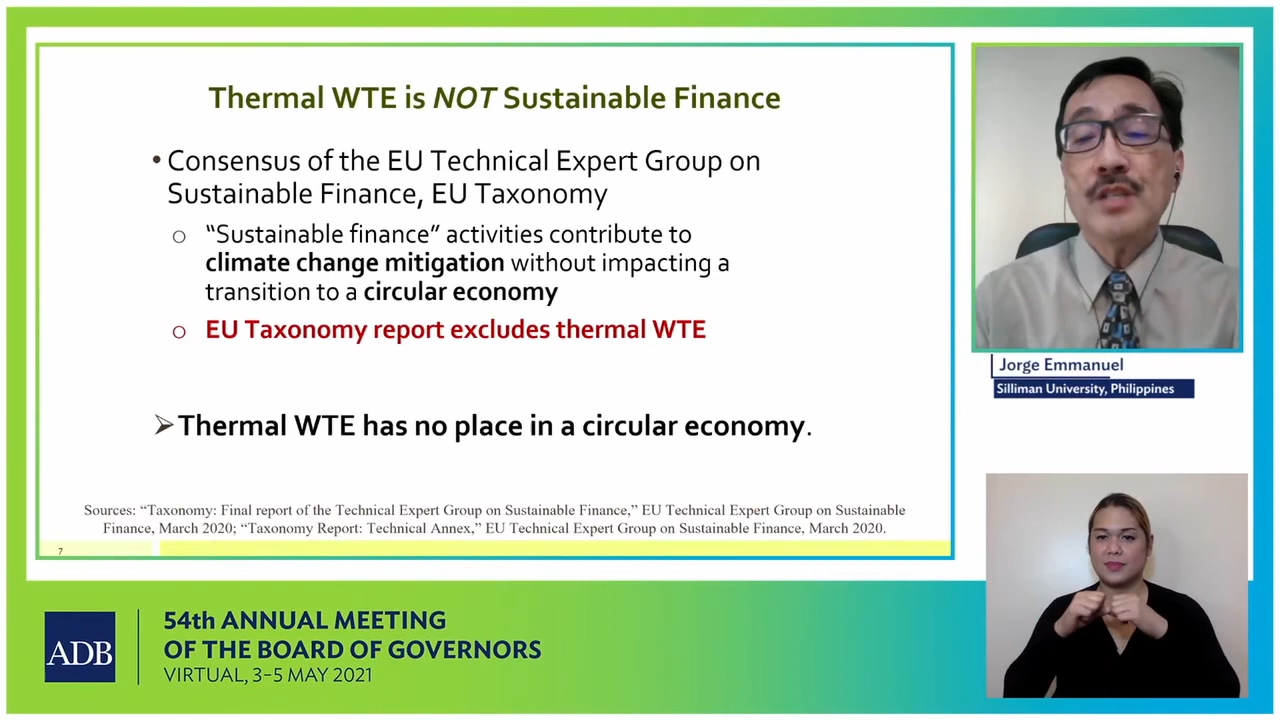 Thermal WTE is NOT Sustainable Finance
• Consensus of the EU Technical Expert Group on
Sustainable Finance, EU Taxonomy
o “Sustainable finance” activities contribute to
climate change mitigation without impacting a
transition to a circular economy
o EU Taxonomy report excludes thermal WTE
➢Thermal WTE has no place in a circular economy.
Sources: “Taxonomy: Final report of the Technical Expert Group on Sustainable Finance,” EU Technical Expert Group on Sustainable
Finance, March 2020; “Taxonomy Report: Technical Annex,” EU Technical Expert Group on Sustainable Finance, March 2020.
7
Jorge Emmanuel
Silliman University, Philippines
ADB
54th ANNUAL MEETING
OF THE BOARD OF GOVERNORS
VIRTUAL, 3–5 MAY 2021